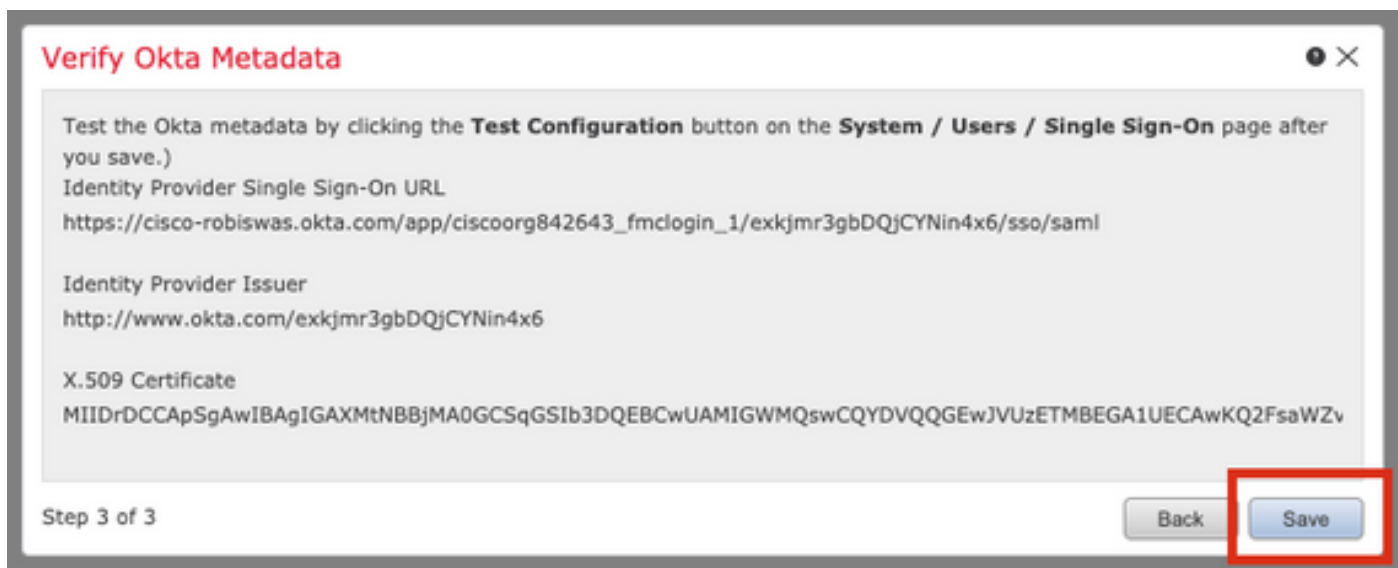 Verify Okta Metadata
Test the Okta metadata by clicking the Test Configuration button on the System / Users / Single Sign-On page after
you save.)
Identity Provider Single Sign-On URL
https://cisco-robiswas.okta.com/app/ciscoorg842643_fmclogin_1/exkjmr3gbDQjCYNin4x6/sso/saml
Identity Provider Issuer
http://www.okta.com/exkjmr3gbDQjCYNin4x6
X.509 Certificate
MIIDrDCCApSgAwIBAgIGAXMtNBBjMA0GCSqGSIb3DQEBCwUAMIGWMQswCQYDVQQGEwJVUzETMBEGA1UECAwKQ2FsaWZv
Step 3 of 3
Back
Save